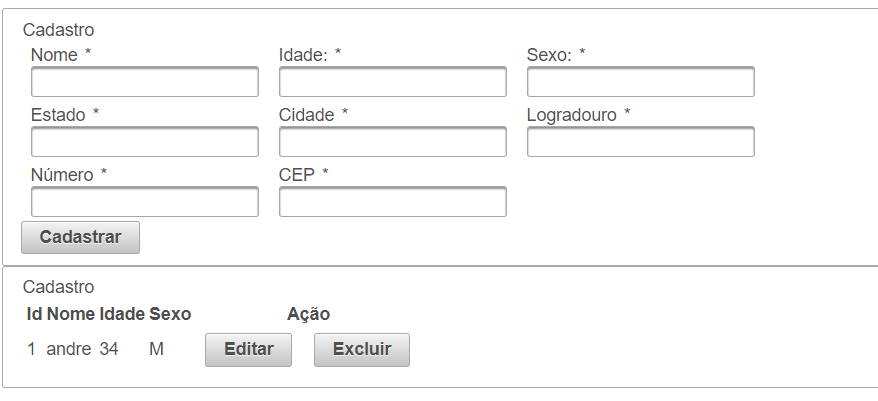 Cadastro
Nome * Idade: * Sexo: *
Estado * Cidade * Logradouro *
Número * CEP *
Cadastrar
Cadastro
Id Nome Idade Sexo Ação
1 andre 34 M Editar Excluir